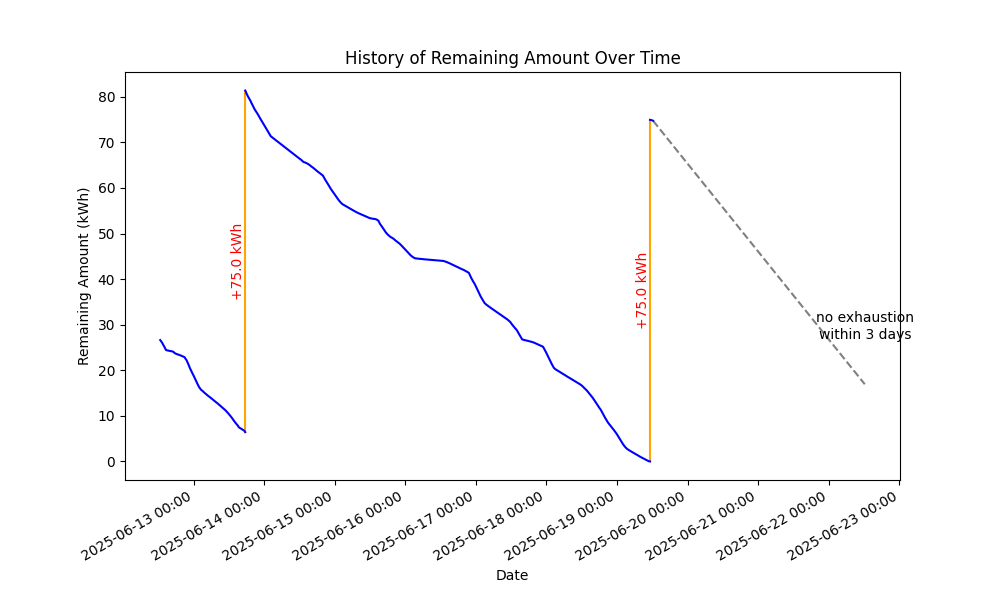 History of Remaining Amount Over Time
Remaining Amount (kWh)
80
70
60
50
40
30
20
10
0
+75.0 kWh
+75.0 kWh
no exhaustion
within 3 days
2025-06-13 00:00
2025-06-14 00:00
2025-06-15 00:00
2025-06-16 00:00
2025-06-17 00:00
2025-06-18 00:00
2025-06-19 00:00
2025-06-20 00:00
2025-06-21 00:00
2025-06-22 00:00
2025-06-23 00:00
Date